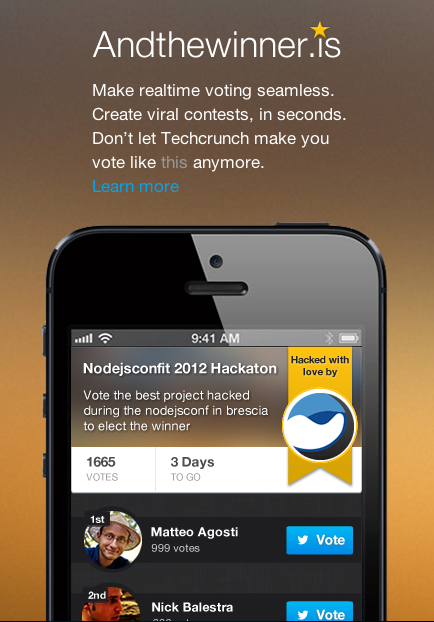 Andthewinner.is
Make realtime voting seamless.
Create viral contests, in seconds.
Don't let Techcrunch make you
vote like this anymore.
Learn more
9:41 AM
Hacked with
love by
Nodejsconfit 2012 Hackaton
Vote the best project hacked
during the nodejsconf in brescia
to elect the winner
1665
VOTES
3 Days
TO GO
1st
Matteo Agosti
999 votes
Vote
2nd
Nick Balestra
Vote